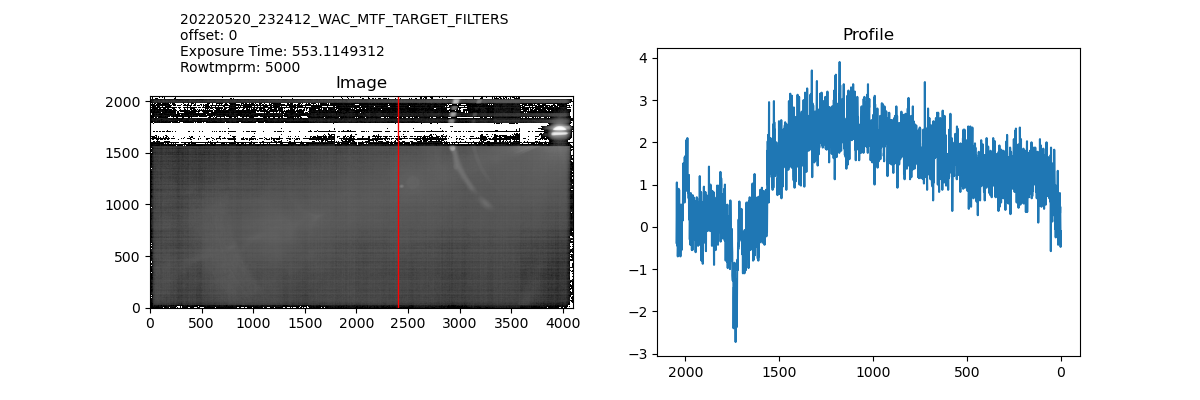 20220520_232412_WAC_MTF_TARGET_FILTERS
offset: 0
Exposure Time: 553.1149312
Rowtmprm: 5000
Image
2000
1500
1000
500
0
0 500 1000 1500 2000 2500 3000 3500 4000
Profile
4
3
2
1
0
−1
−2
−3
2000 1500 1000 500 0